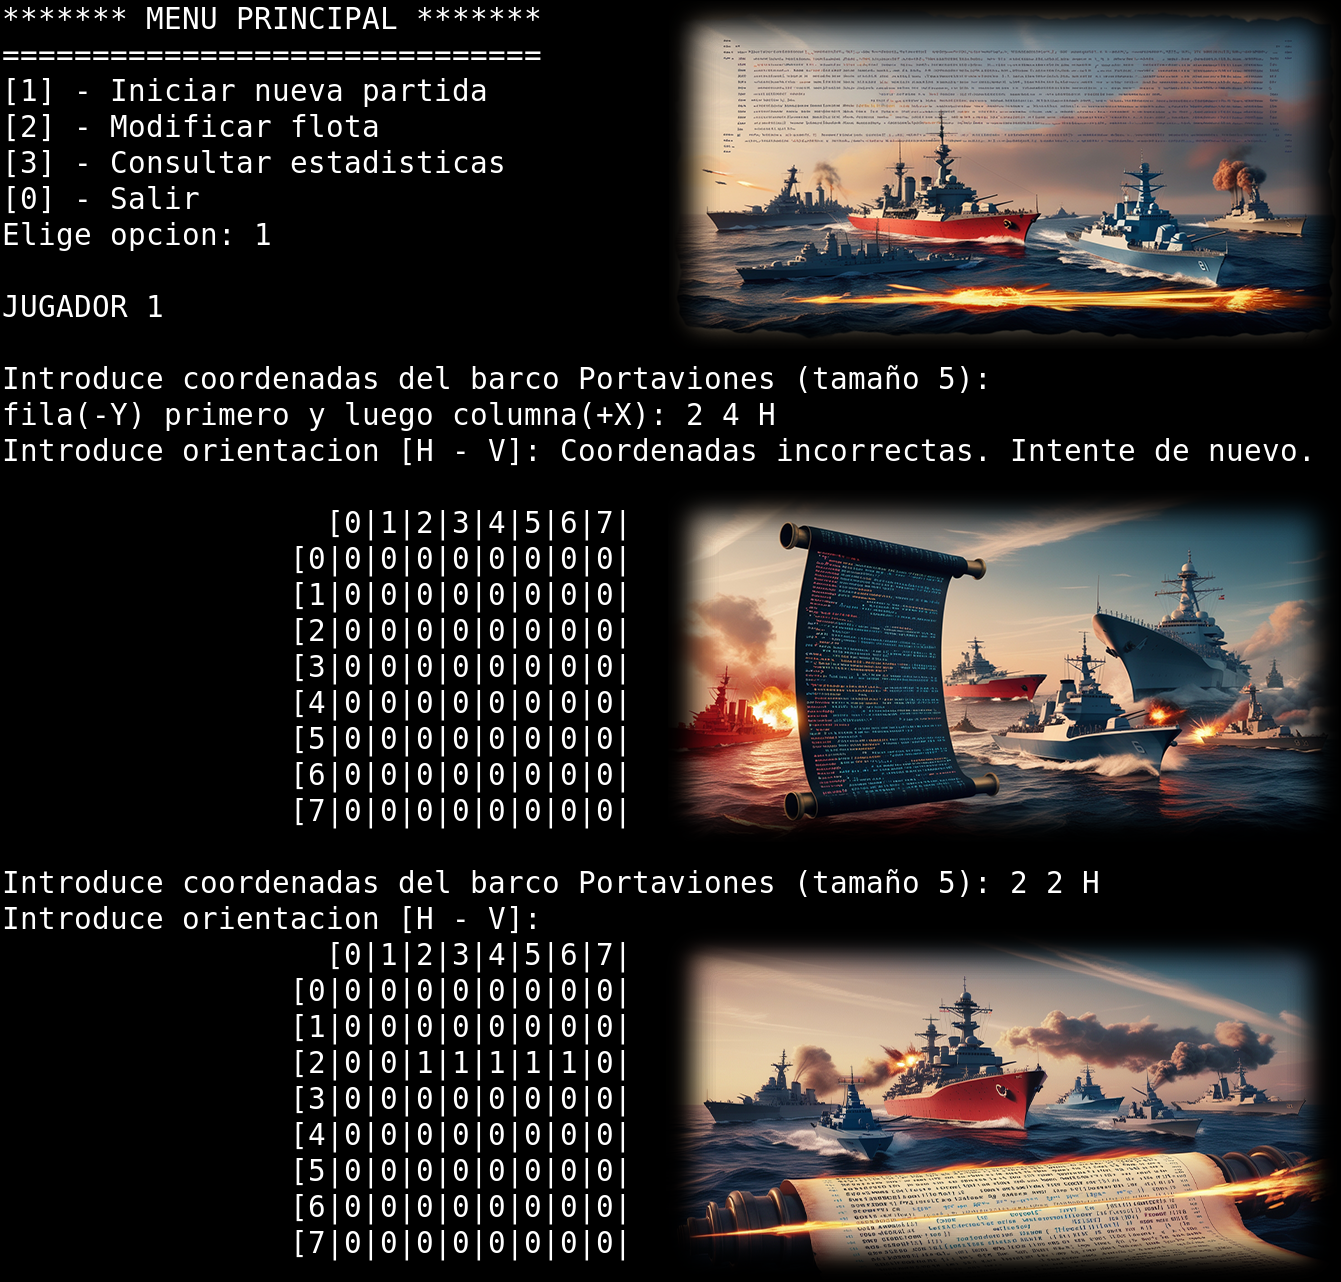 ******* MENU PRINCIPAL *******
==============================
[1] - Iniciar nueva partida
[2] - Modificar flota
[3] - Consultar estadisticas
[0] - Salir
Elige opcion: 1
JUGADOR 1
Introduce coordenadas del barco Portaviones (tamaño 5):
fila(-Y) primero y luego columna(+X): 2 4 H
Introduce orientacion [H - V]: Coordenadas incorrectas. Intente de nuevo.
[0|1|2|3|4|5|6|7|
[0|0|0|0|0|0|0|0|0|
[1|0|0|0|0|0|0|0|0|
[2|0|0|0|0|0|0|0|0|
[3|0|0|0|0|0|0|0|0|
[4|0|0|0|0|0|0|0|0|
[5|0|0|0|0|0|0|0|0|
[6|0|0|0|0|0|0|0|0|
[7|0|0|0|0|0|0|0|0|
Introduce coordenadas del barco Portaviones (tamaño 5): 2 2 H
Introduce orientacion [H - V]:
[0|1|2|3|4|5|6|7|
[0|0|0|0|0|0|0|0|0|
[1|0|0|0|0|0|0|0|0|
[2|0|0|1|1|1|1|1|0|
[3|0|0|0|0|0|0|0|0|
[4|0|0|0|0|0|0|0|0|
[5|0|0|0|0|0|0|0|0|
[6|0|0|0|0|0|0|0|0|
[7|0|0|0|0|0|0|0|0|